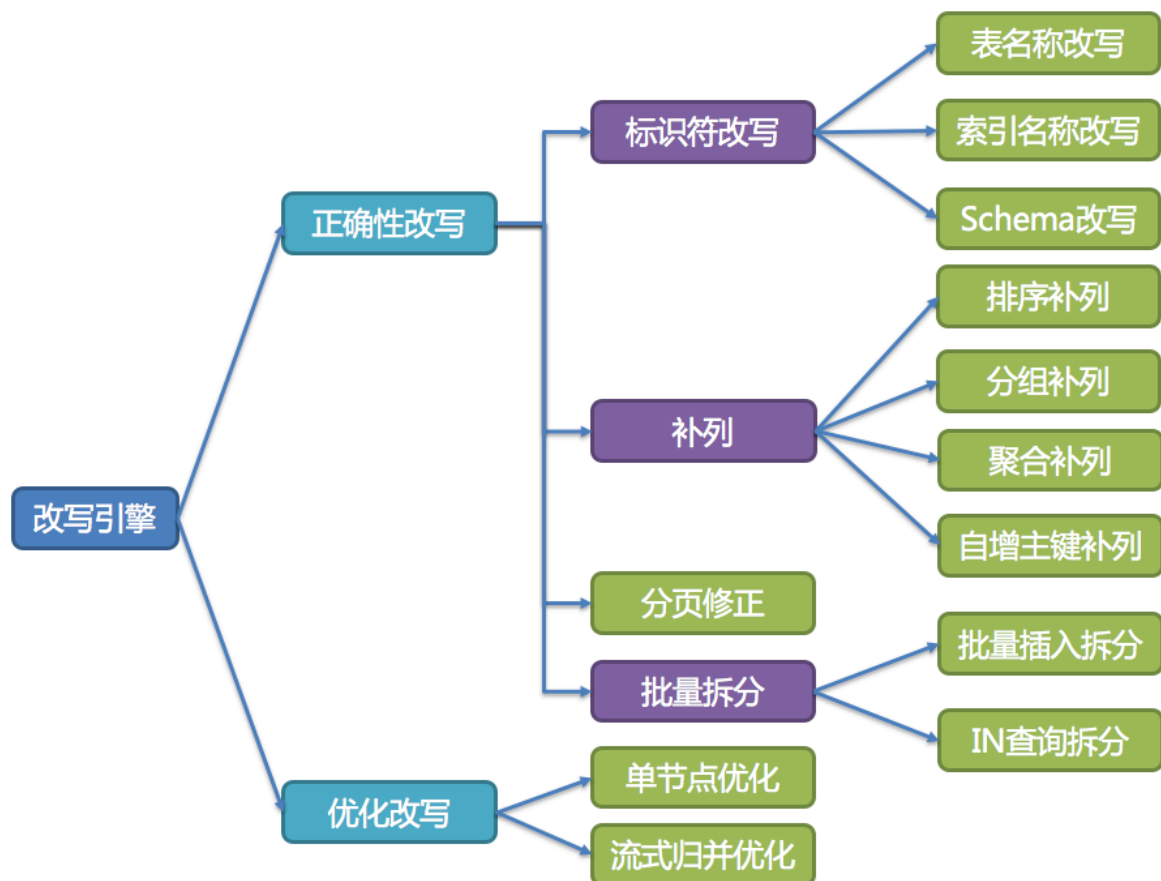 改写引擎
正确性改写
标识符改写
表名称改写
索引名称改写
Schema改写
补列
排序补列
分组补列
聚合补列
自增主键补列
分页修正
批量拆分
批量插入拆分
IN查询拆分
优化改写
单节点优化
流式归并优化